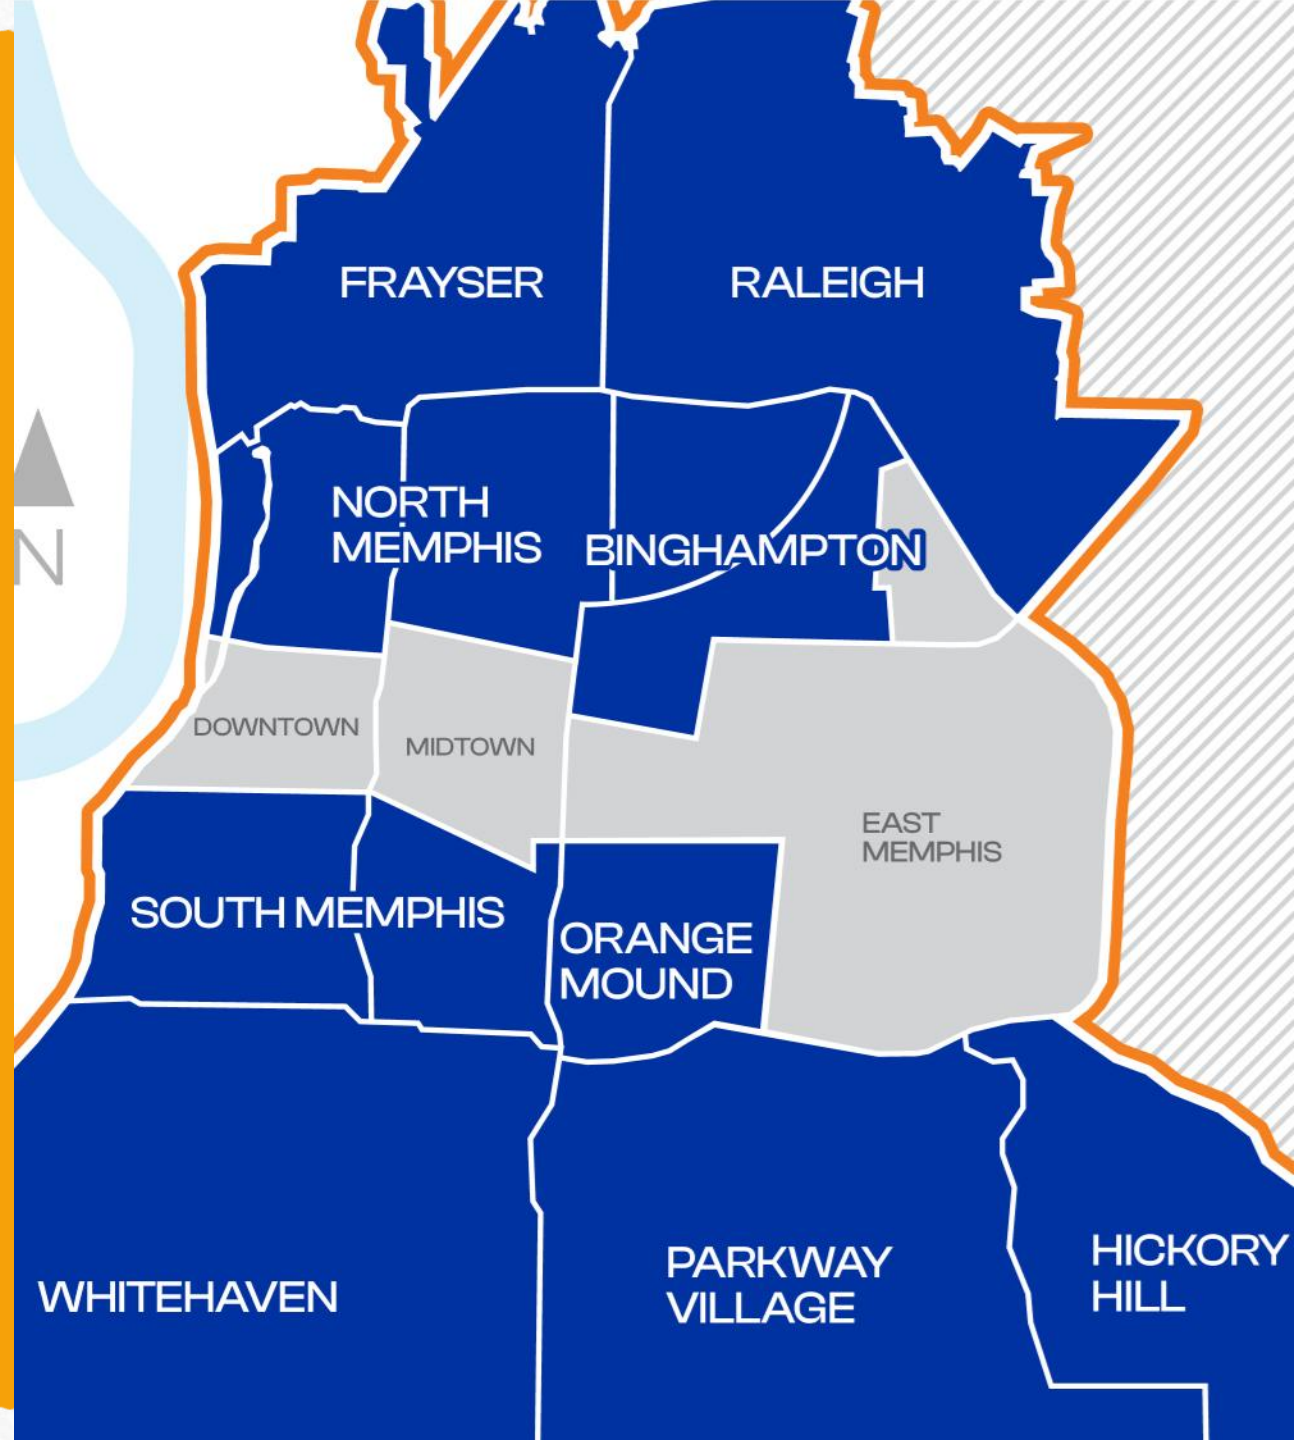 FRAYSER
RALEIGH
NORTH
MEMPHIS
BINGHAMPTON
N
DOWNTOWN
MIDTOWN
EAST
MEMPHIS
SOUTH MEMPHIS
ORANGE
MOUND
WHITEHAVEN
PARKWAY
VILLAGE
HICKORY
HILL